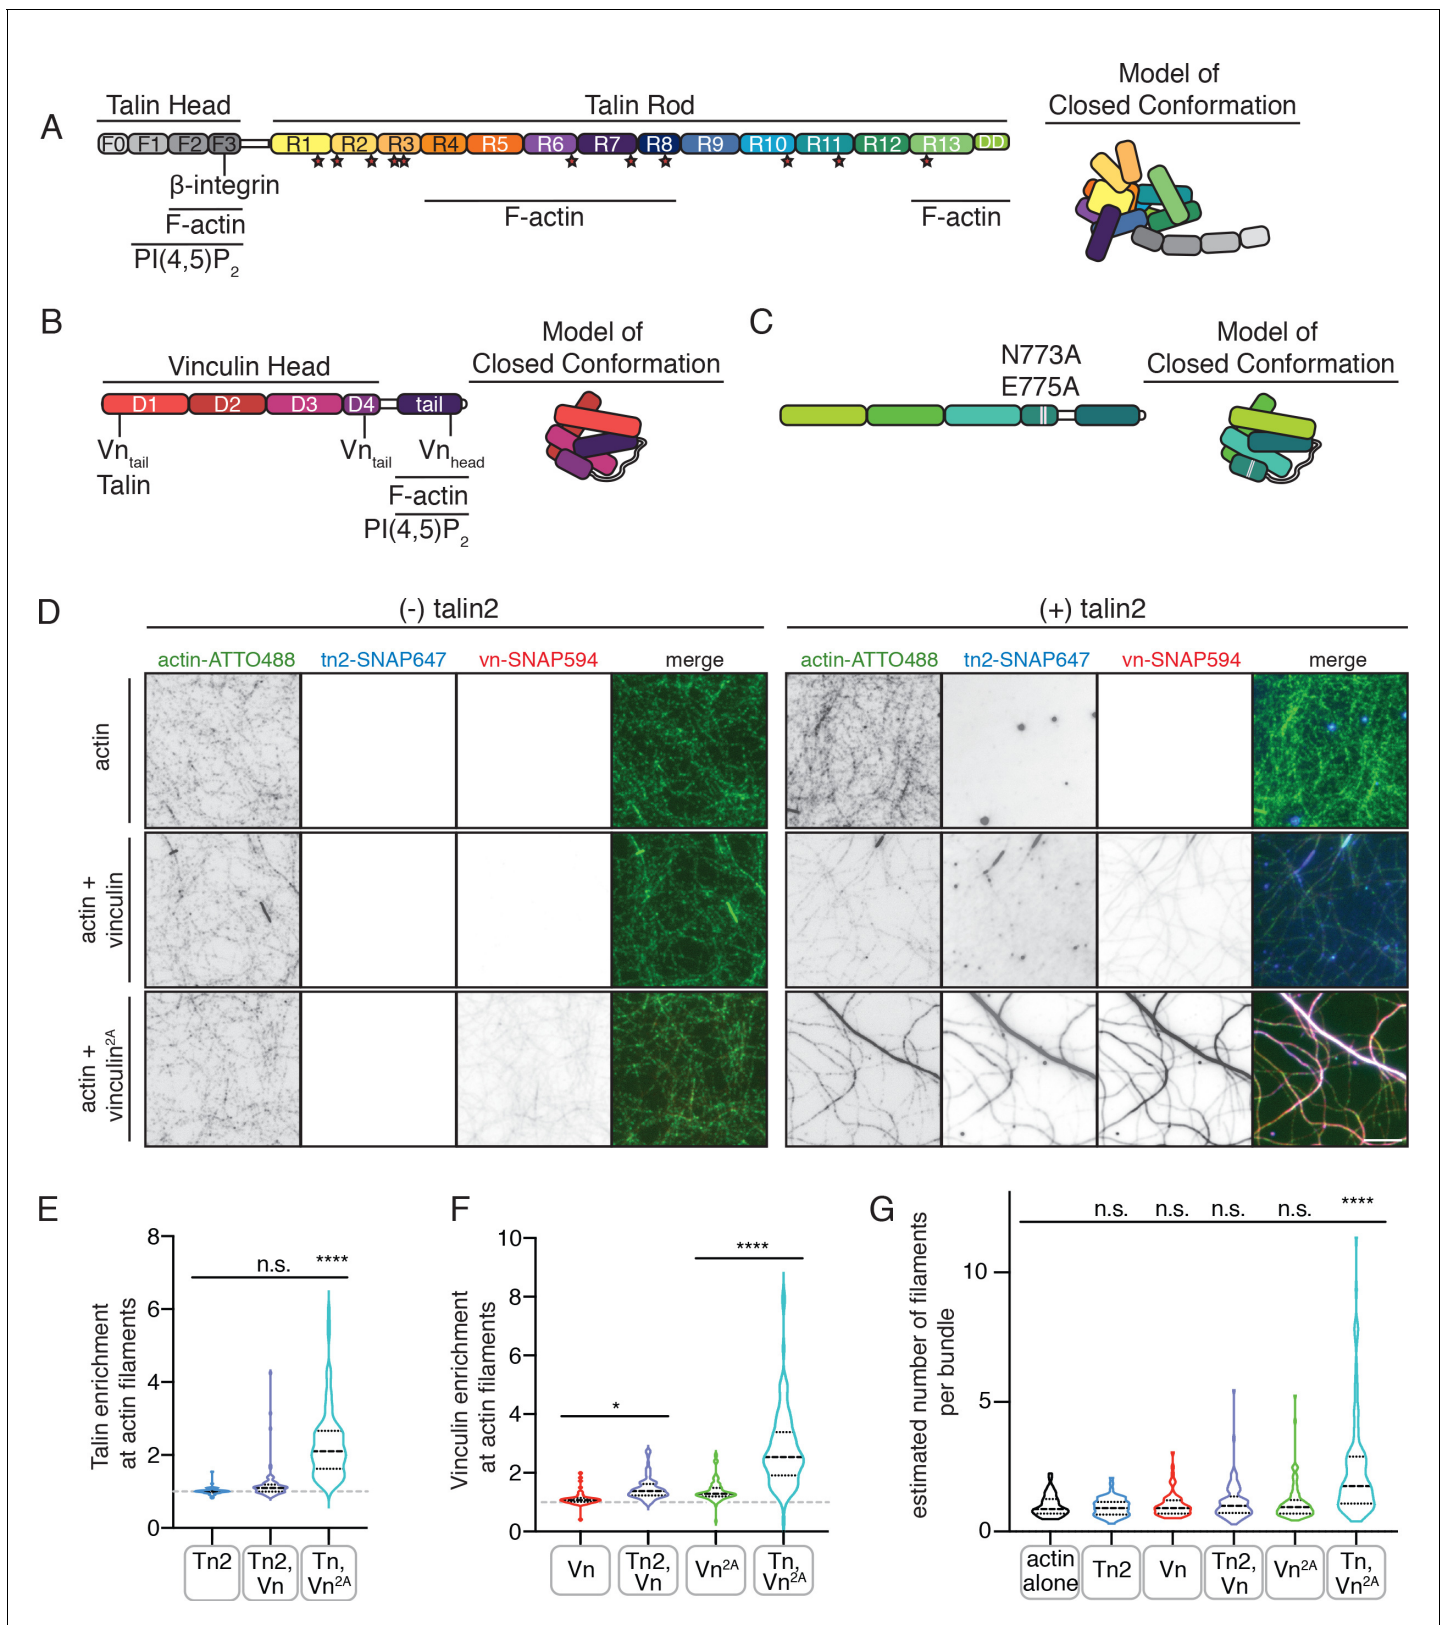 A
Talin Head
Talin Rod
Model of
Closed Conformation
F0 F1 F2 F3 R1 R2 R3 R4 R5 R6 R7 R8 R9 R10 R11 R12 R13 DD
β-integrin
F-actin
PI(4,5)P2
F-actin
F-actin
B
Vinculin Head
Model of
Closed Conformation
D1 D2 D3 D4 tail
Vntail
Talin
Vntail
Vnhead
F-actin
PI(4,5)P2
C
N773A
E775A
Model of
Closed Conformation
D
(-) talin2
(+) talin2
actin-ATTO488 tn2-SNAP647 vn-SNAP594 merge
actin-ATTO488 tn2-SNAP647 vn-SNAP594 merge
actin
actin +
vinculin
actin +
vinculin2A
E
Talin enrichment
at actin filaments
8
6
4
2
0
n.s. ****
Tn2
Tn2,
Vn
Tn,
Vn2A
F
Vinculin enrichment
at actin filaments
10
8
6
4
2
0
*
****
Vn
Tn2,
Vn
Vn2A
Tn,
Vn2A
G
estimated number of filaments
per bundle
10
5
0
n.s. n.s. n.s. n.s. ****
actin
alone
Tn2
Vn
Tn2,
Vn
Vn2A
Tn,
Vn2A